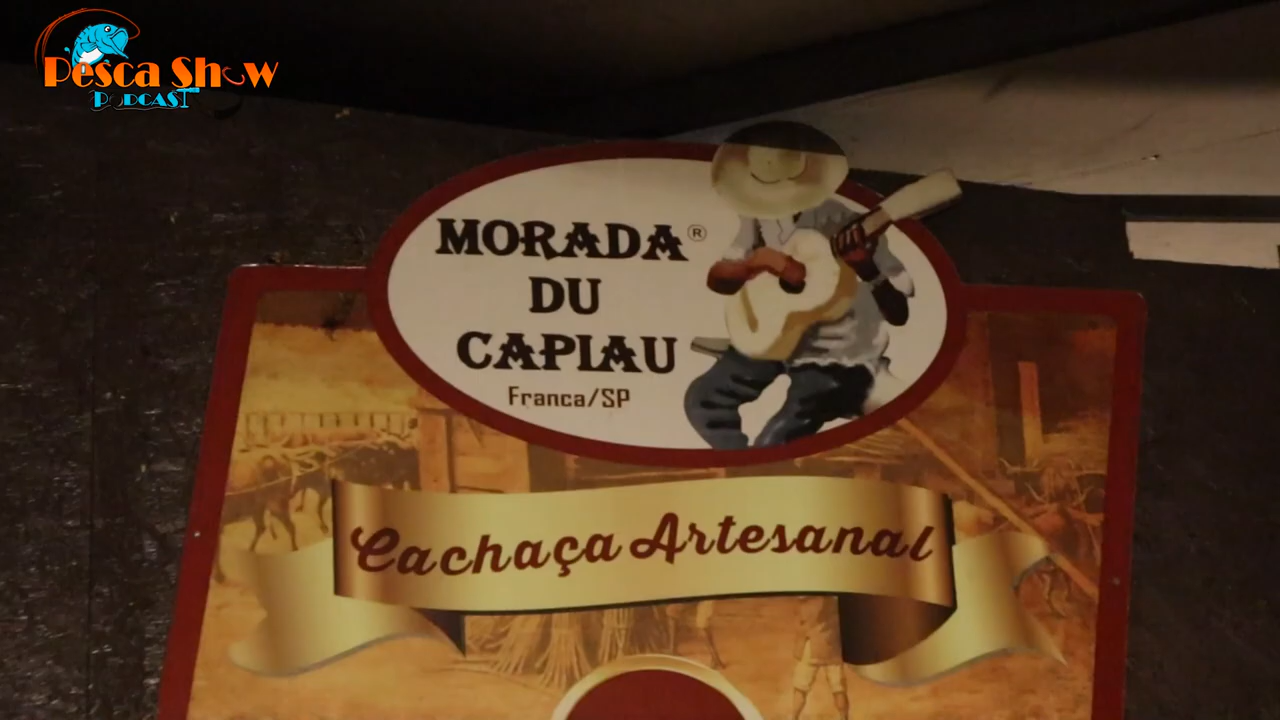 Pesca Show
PODCAST
MORADA®
DU
CAPIAU
Franca/SP
Cachaça Artesanal